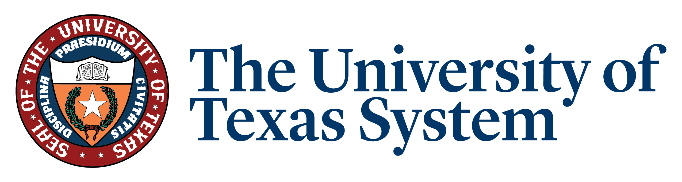 SEAL OF THE UNIVERSITY OF TEXAS
PRAESIDIUM
DISCIPLINA
CIVITATIS
The University of
Texas System